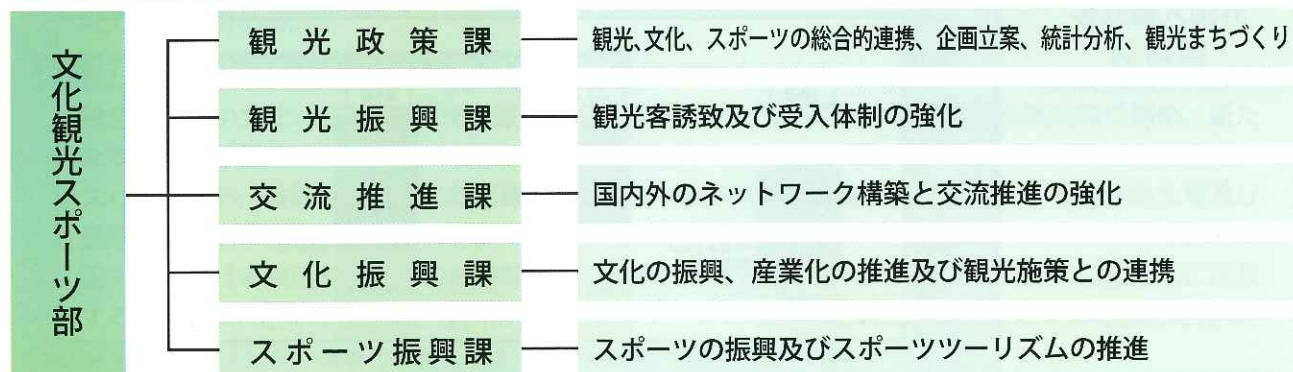 文化観光スポーツ部
観光政策課
観光、文化、スポーツの総合的連携、企画立案、統計分析、観光まちづくり
観光振興課
観光客誘致及び受入体制の強化
交流推進課
国内外のネットワーク構築と交流推進の強化
文化振興課
文化の振興、産業化の推進及び観光施策との連携
スポーツ振興課
スポーツの振興及びスポーツツーリズムの推進